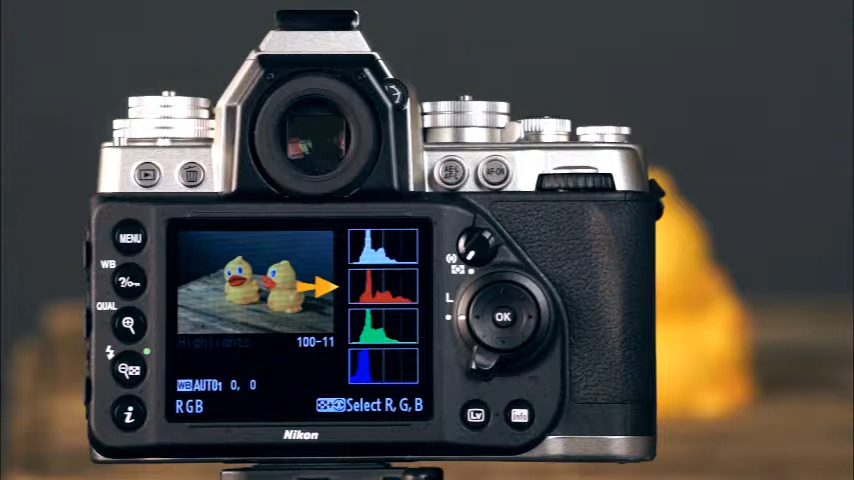 AE-L
AF-L
AF-ON
MENU
WB
?/
QUAL
L
OK
Highlights
100-11
WB AUTO1 0, 0
RGB
Select R, G, B
i
Lv
info
Nikon